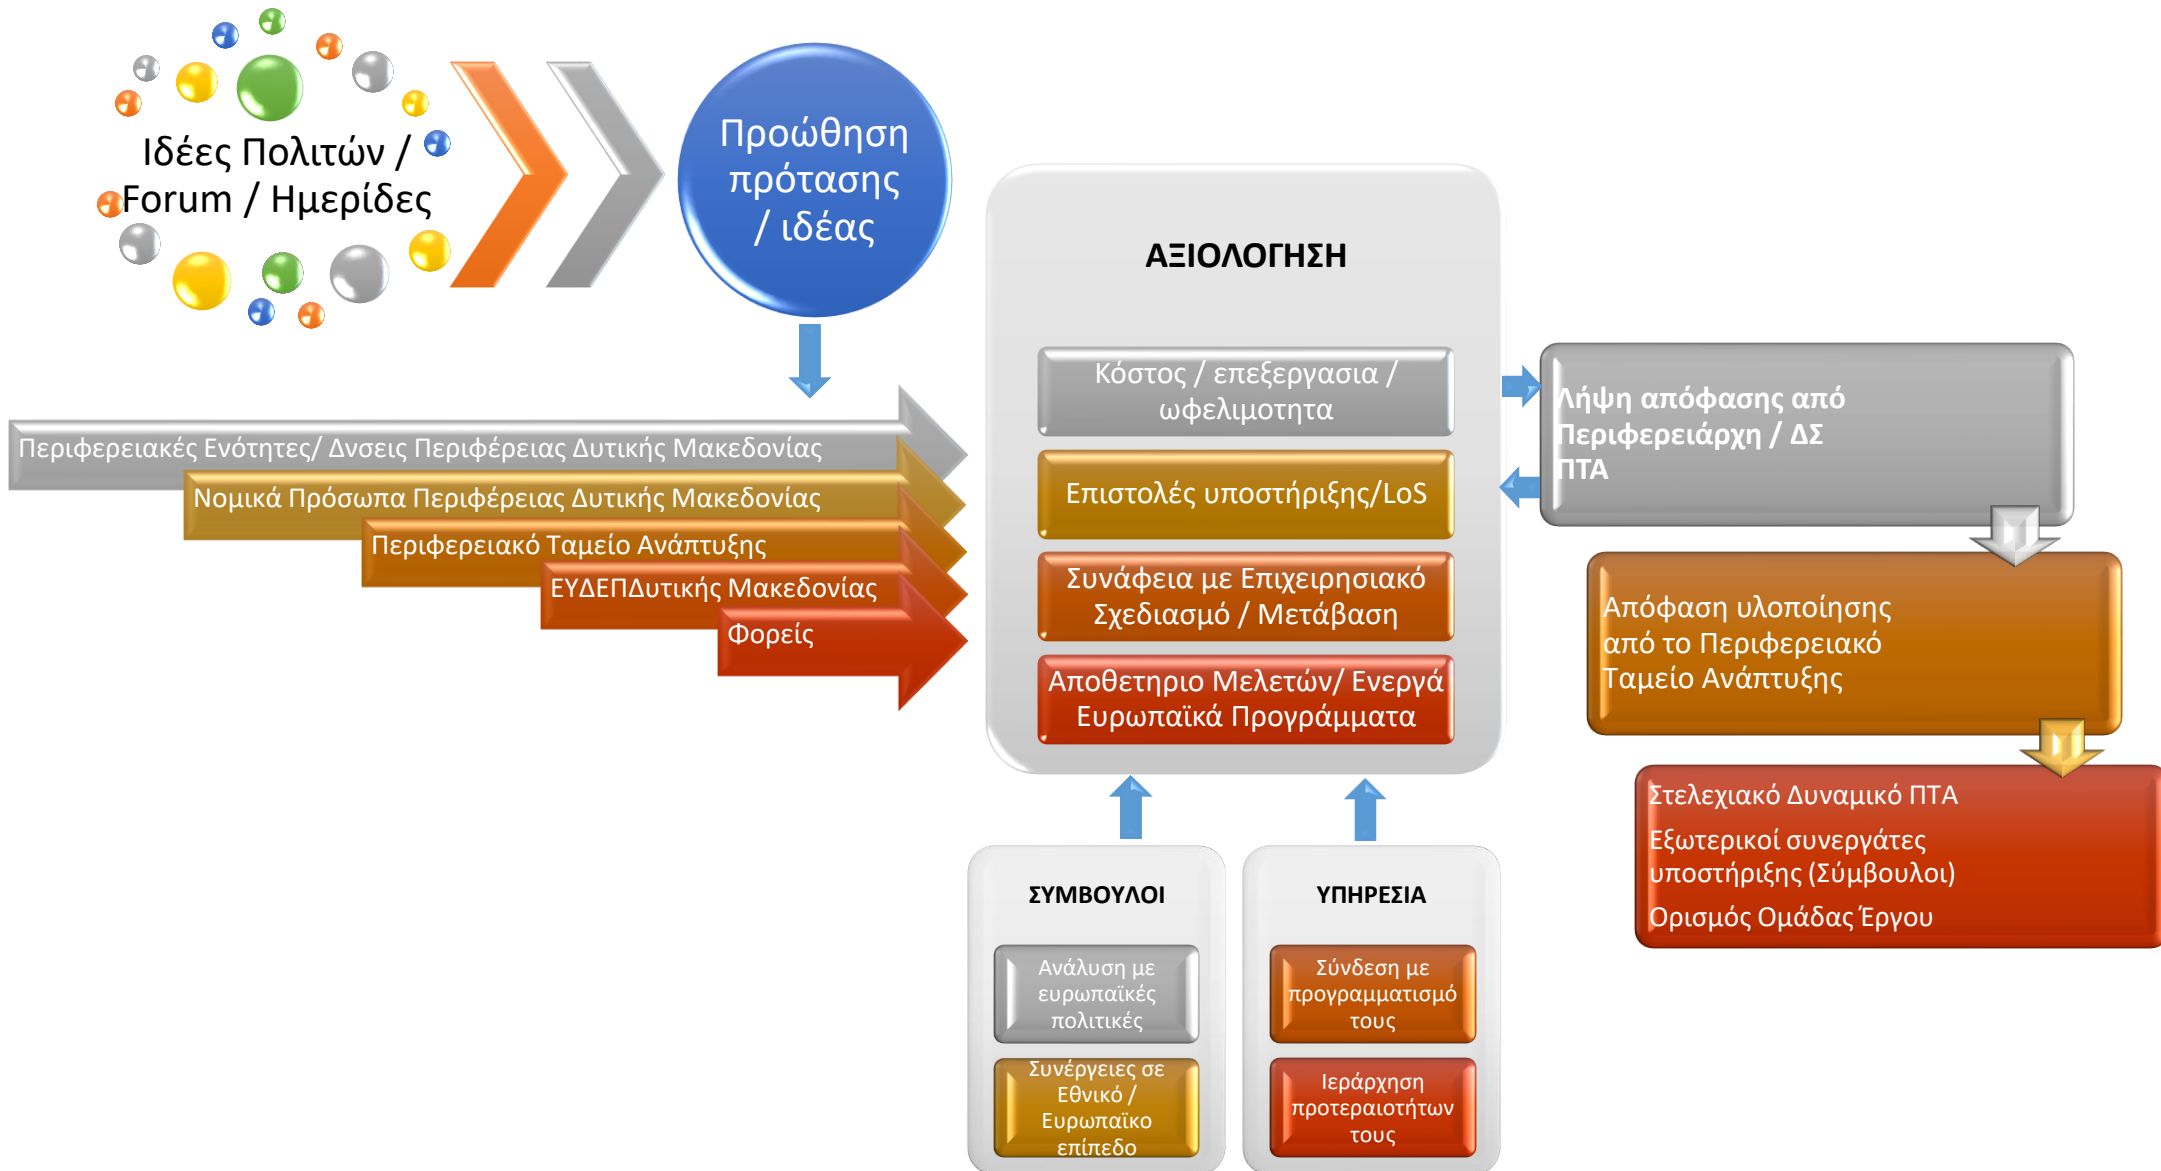 Ιδέες Πολιτών /
Forum / Ημερίδες
Προώθηση
πρότασης
/ ιδέας
Περιφερειακές Ενότητες/ Δνσεις Περιφέρειας Δυτικής Μακεδονίας
Νομικά Πρόσωπα Περιφέρειας Δυτικής Μακεδονίας
Περιφερειακό Ταμείο Ανάπτυξης
ΕΥΔΕΠΔυτικής Μακεδονίας
Φορείς
ΑΞΙΟΛΟΓΗΣΗ
Κόστος / επεξεργασια /
ωφελιμοτητα
Επιστολές υποστήριξης/LoS
Συνάφεια με Επιχειρησιακό
Σχεδιασμό / Μετάβαση
Αποθετηριο Μελετών/ Ενεργά
Ευρωπαϊκά Προγράμματα
ΣΥΜΒΟΥΛΟΙ
Ανάλυση με
ευρωπαϊκές
πολιτικές
Συνέργειες σε
Εθνικό /
Ευρωπαϊκο
επίπεδο
ΥΠΗΡΕΣΙΑ
Σύνδεση με
προγραμματισμό
τους
Ιεράρχηση
προτεραιοτήτων
τους
Λήψη απόφασης από
Περιφερειάρχη / ΔΣ
ΠΤΑ
Απόφαση υλοποίησης
από το Περιφερειακό
Ταμείο Ανάπτυξης
Στελεχιακό Δυναμικό ΠΤΑ
Εξωτερικοί συνεργάτες
υποστήριξης (Σύμβουλοι)
Ορισμός Ομάδας Έργου